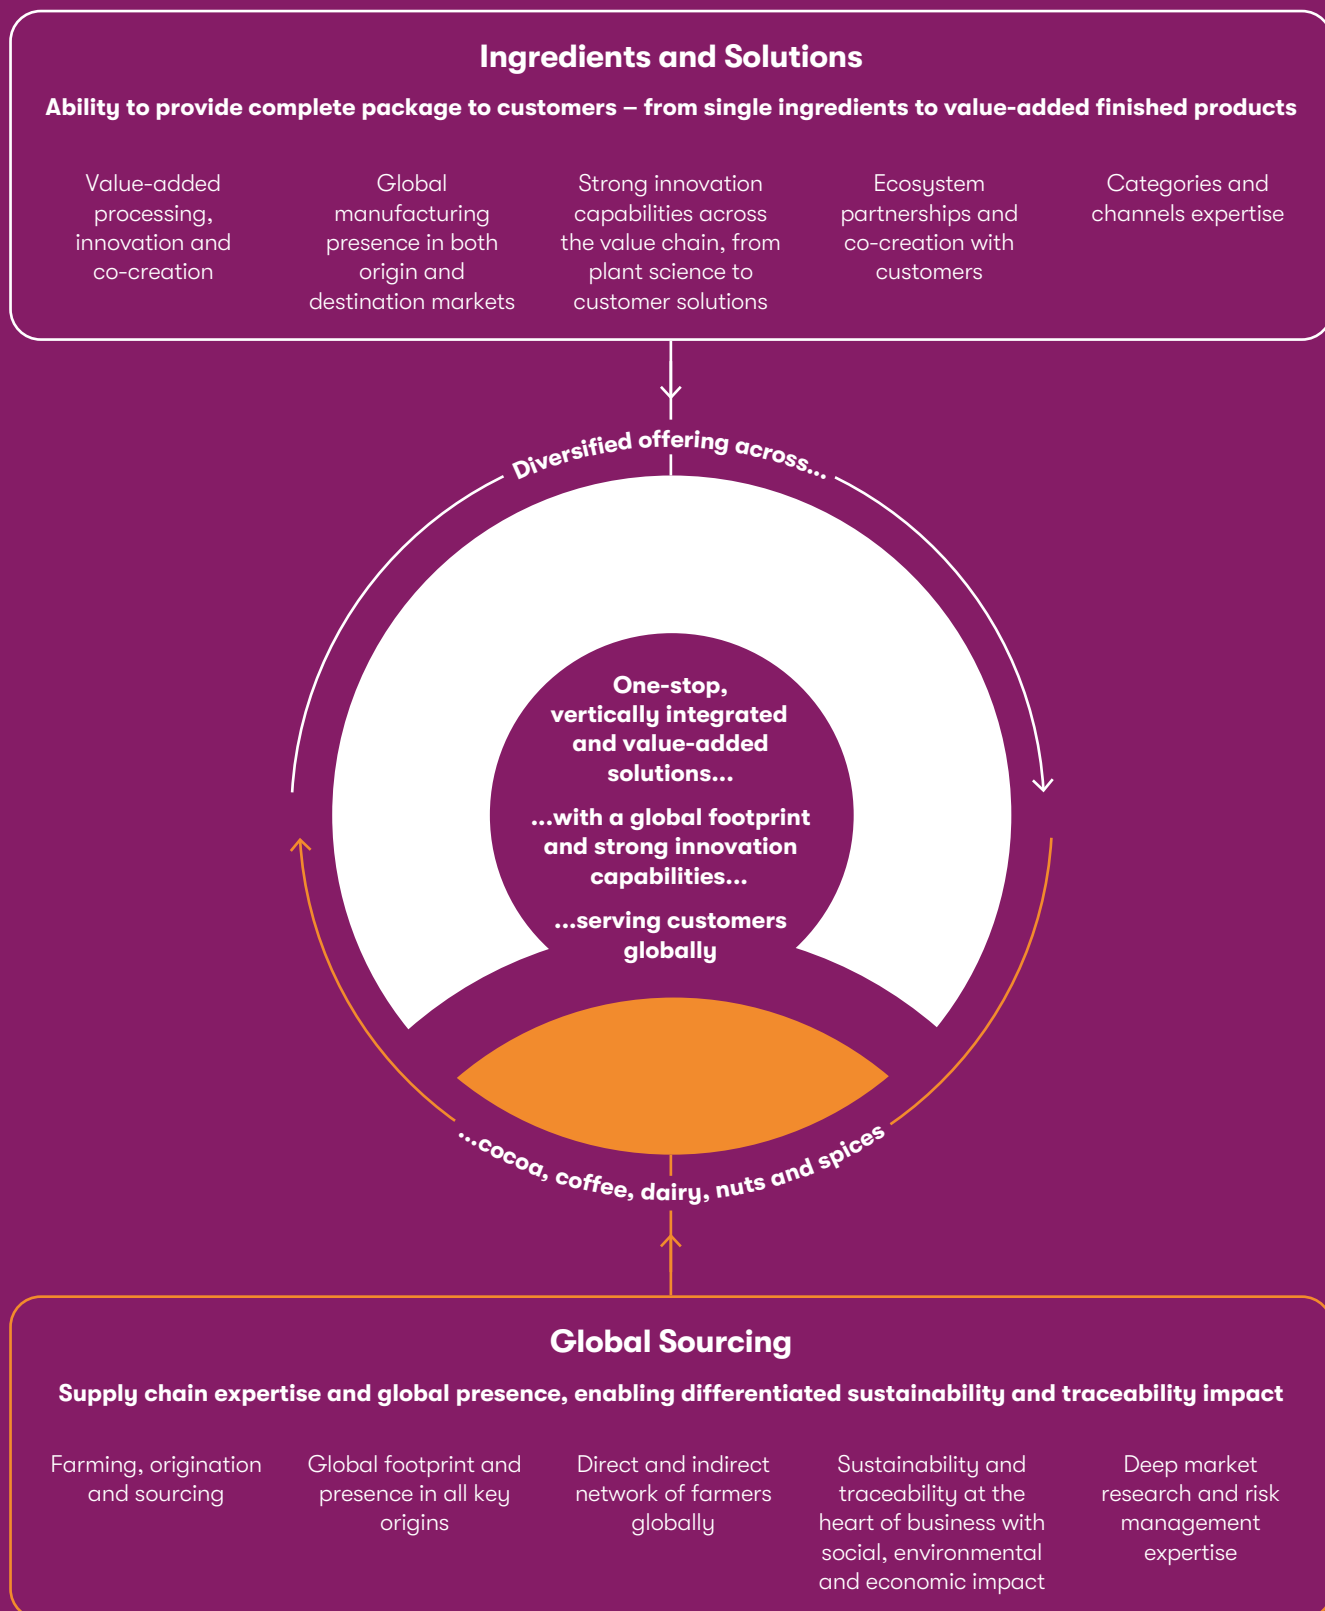 Ingredients and Solutions
Ability to provide complete package to customers – from single ingredients to value-added finished products
Value-added
processing,
innovation and
co-creation
Global
manufacturing
presence in both
origin and
destination markets
Strong innovation
capabilities across
the value chain, from
plant science to
customer solutions
Ecosystem
partnerships and
co-creation with
customers
Categories and
channels expertise
Diversified offering across...
One-stop,
vertically integrated
and value-added
solutions...
...with a global footprint
and strong innovation
capabilities...
...serving customers
globally
...cocoa, coffee, dairy, nuts and spices
Global Sourcing
Supply chain expertise and global presence, enabling differentiated sustainability and traceability impact
Farming, origination
and sourcing
Global footprint and
presence in all key
origins
Direct and indirect
network of farmers
globally
Sustainability and
traceability at the
heart of business with
social, environmental
and economic impact
Deep market
research and risk
management
expertise